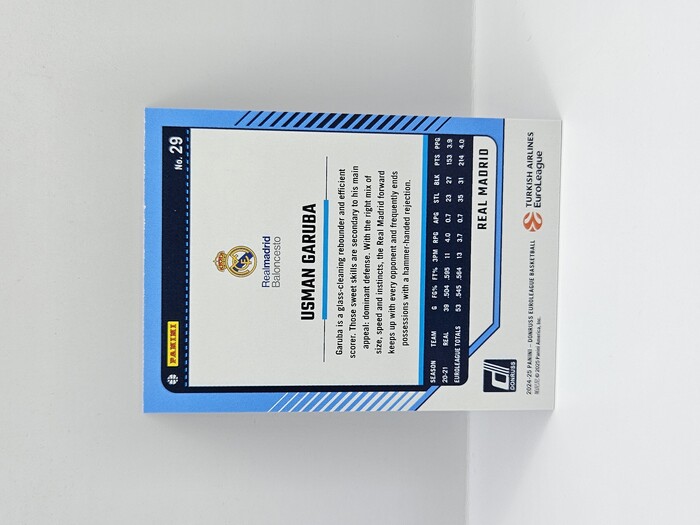 PANINI
No. 29
Realmadrid
Baloncesto
USMAN GARUBA
Garuba is a glass-cleaning rebounder and efficient
scorer. Those sweet skills are secondary to his main
appeal: dominant defense. With the right mix of
size, speed and instincts, the Real Madrid forward
keeps up with every opponent and frequently ends
possessions with a hammer-handed rejection.
SEASON TEAM G FG% FT% 3PM RPG APG STL BLK PTS PPG
20-21 REAL 39 .504 .595 11 4.0 0.7 23 27 153 3.9
EUROLEAGUE TOTALS 53 .545 .564 13 3.7 0.7 35 31 214 4.0
REAL MADRID
DONRUSS
TURKISH AIRLINES
EuroLeague
2024-25 PANINI – DONRUSS EUROLEAGUE BASKETBALL
© 2025 Panini America, Inc.